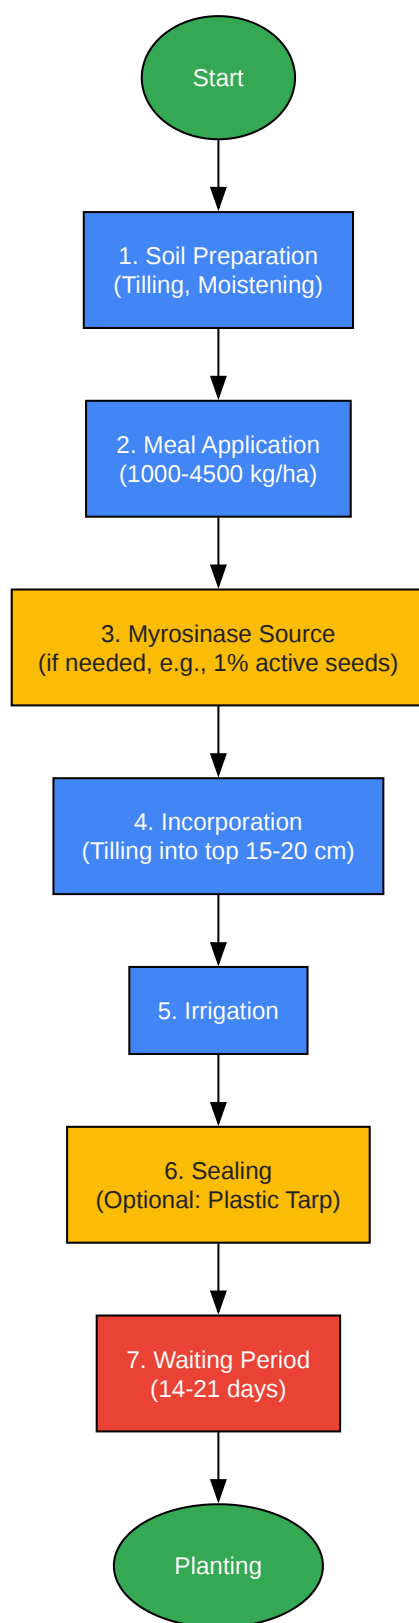 Start
1. Soil Preparation
(Tilling, Moistening)
2. Meal Application
(1000-4500 kg/ha)
3. Myrosinase Source
(if needed, e.g., 1% active seeds)
4. Incorporation
(Tilling into top 15-20 cm)
5. Irrigation
6. Sealing
(Optional: Plastic Tarp)
7. Waiting Period
(14-21 days)
Planting